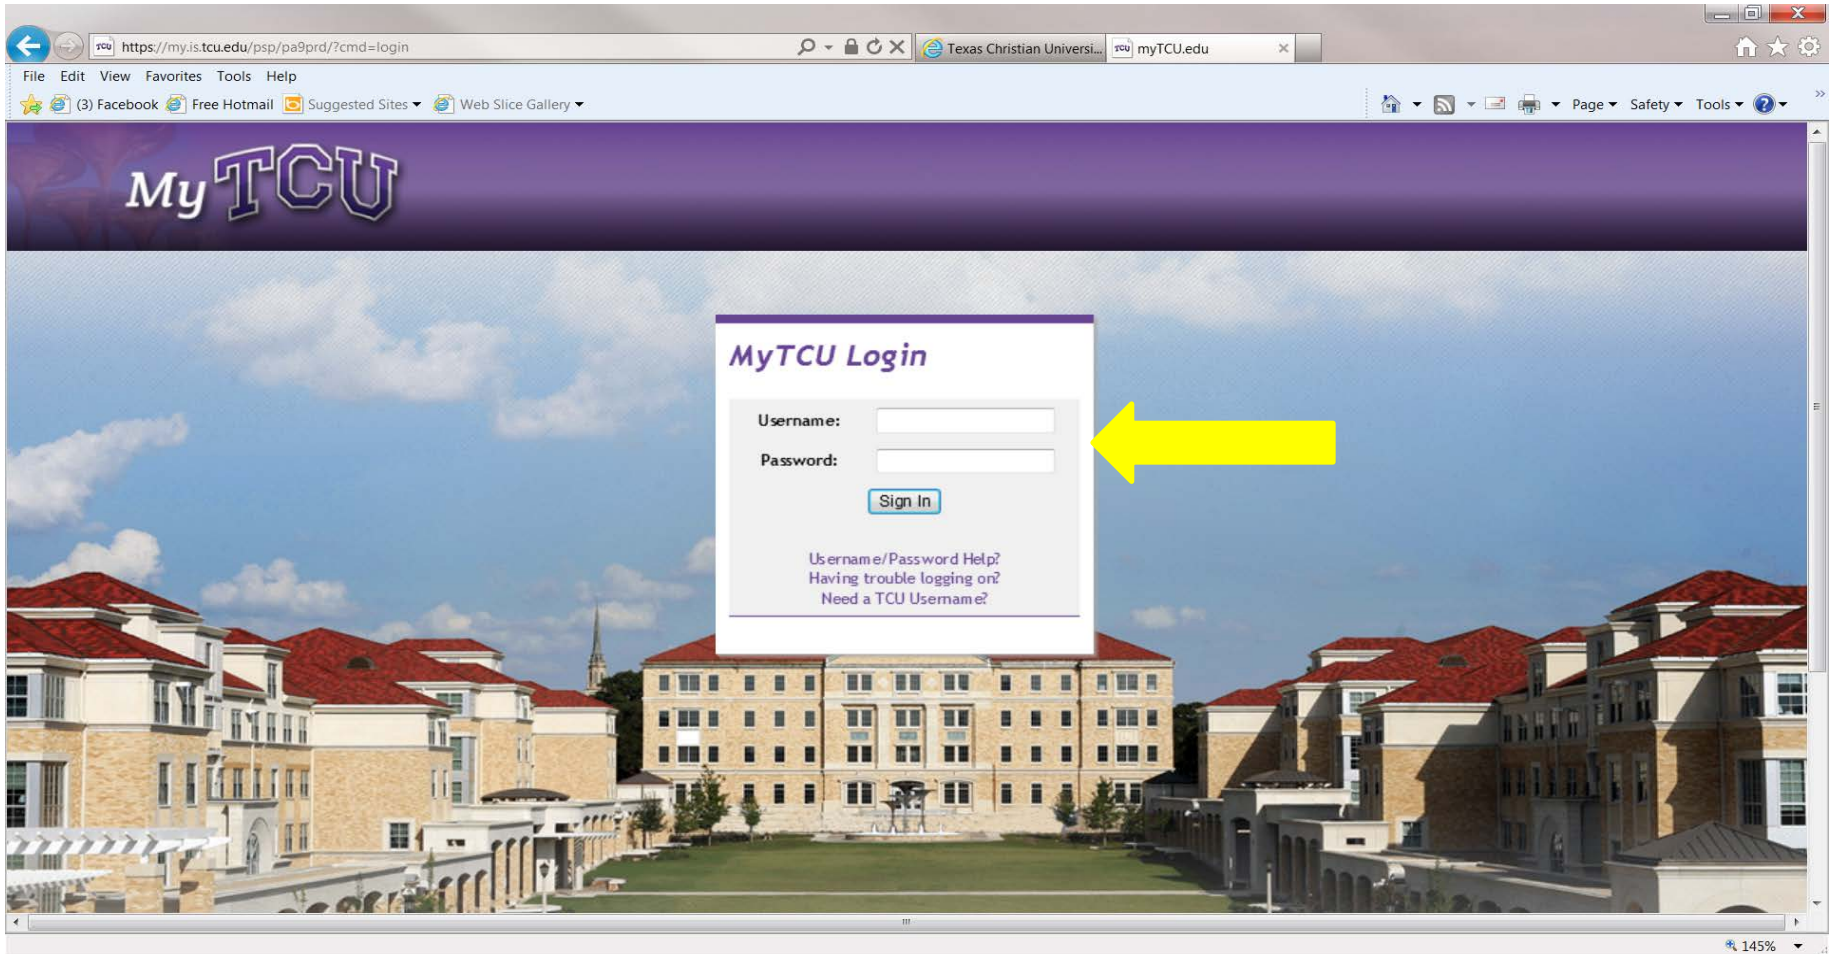 https://my.is.tcu.edu/psp/pa9prd/?cmd=login
Texas Christian Universi...
TCU myTCU.edu
File Edit View Favorites Tools Help
(3) Facebook Free Hotmail Suggested Sites Web Slice Gallery
Page Safety Tools
My TCU
MyTCU Login
Username:
Password:
Sign In
Username/Password Help?
Having trouble logging on?
Need a TCU Username?
145%